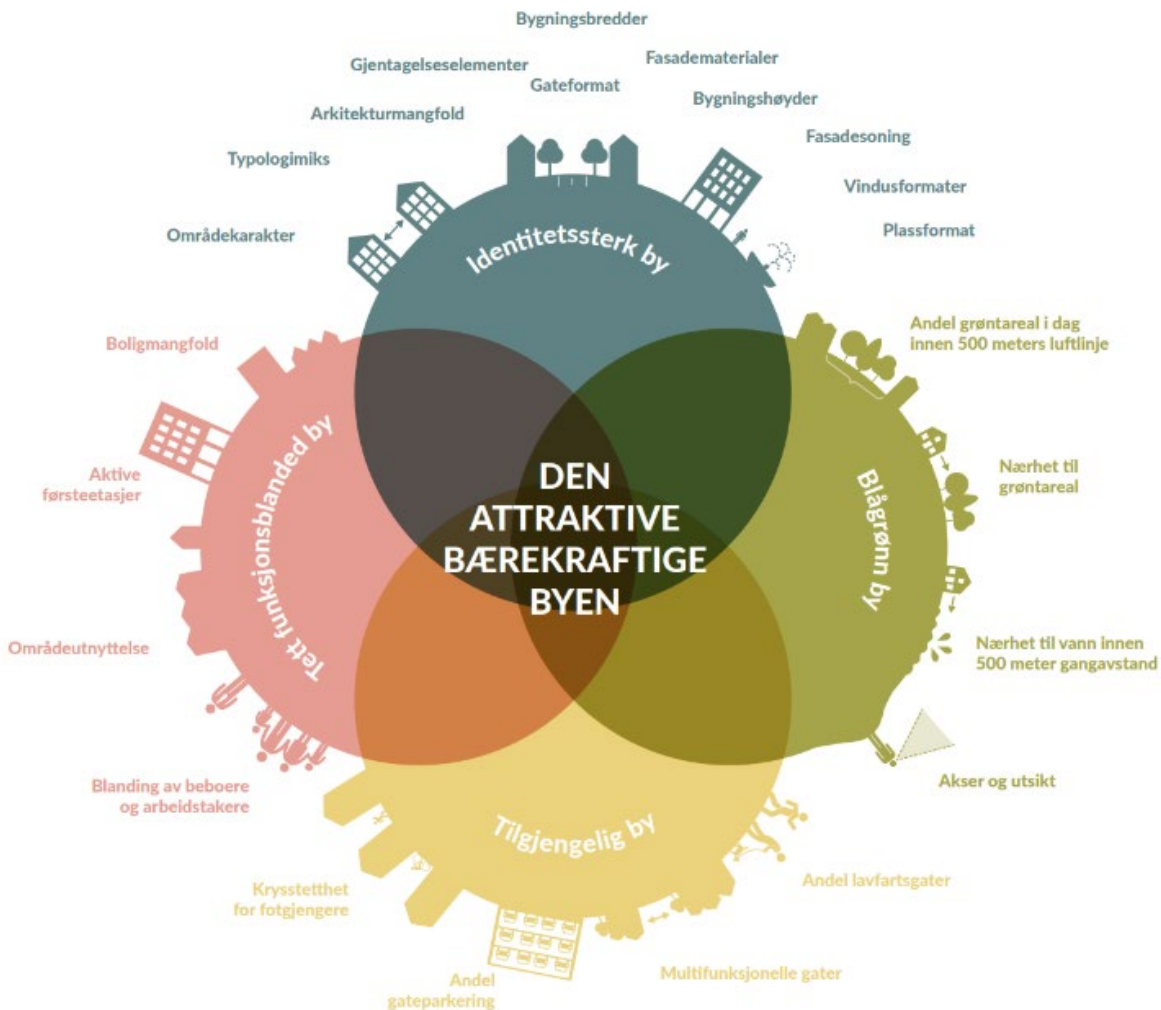 Bygningsbredder
Gjentagelseselementer
Fasadematerialer
Gateformat
Arkitekturmangfold
Bygningshøyder
Typologimiks
Fasadesoning
Vindusformater
Områdekarakter
Plassformat
Identitetssterk by
Boligmangfold
Aktive
førsteetasjer
Tett funksjonsblanded by
Områdeutnyttelse
Blanding av beboere
og arbeidstakere
DEN
ATTRAKTIVE
BÆREKRAFTIGE
BYEN
Andel grøntareal i dag
innen 500 meters luftlinje
Nærhet til
grøntareal
Blågrønn by
Nærhet til vann innen
500 meter gangavstand
Akser og utsikt
Tilgjengelig by
Krysstetthet
for fotgjengere
Andel
gateparkering
Multifunksjonelle gater
Andel lavfartsgater